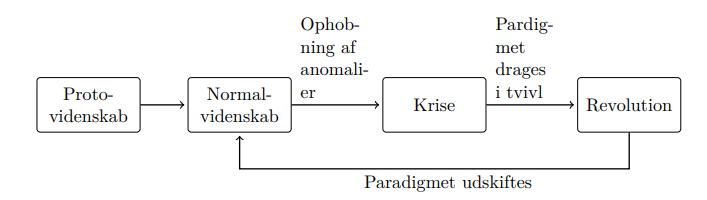 Proto-
videnskab
Normal-
videnskab
Ophob-
ning af
anomali-
er
Krise
Pardig-
met
drages
i tvivl
Revolution
Paradigmet udskiftes